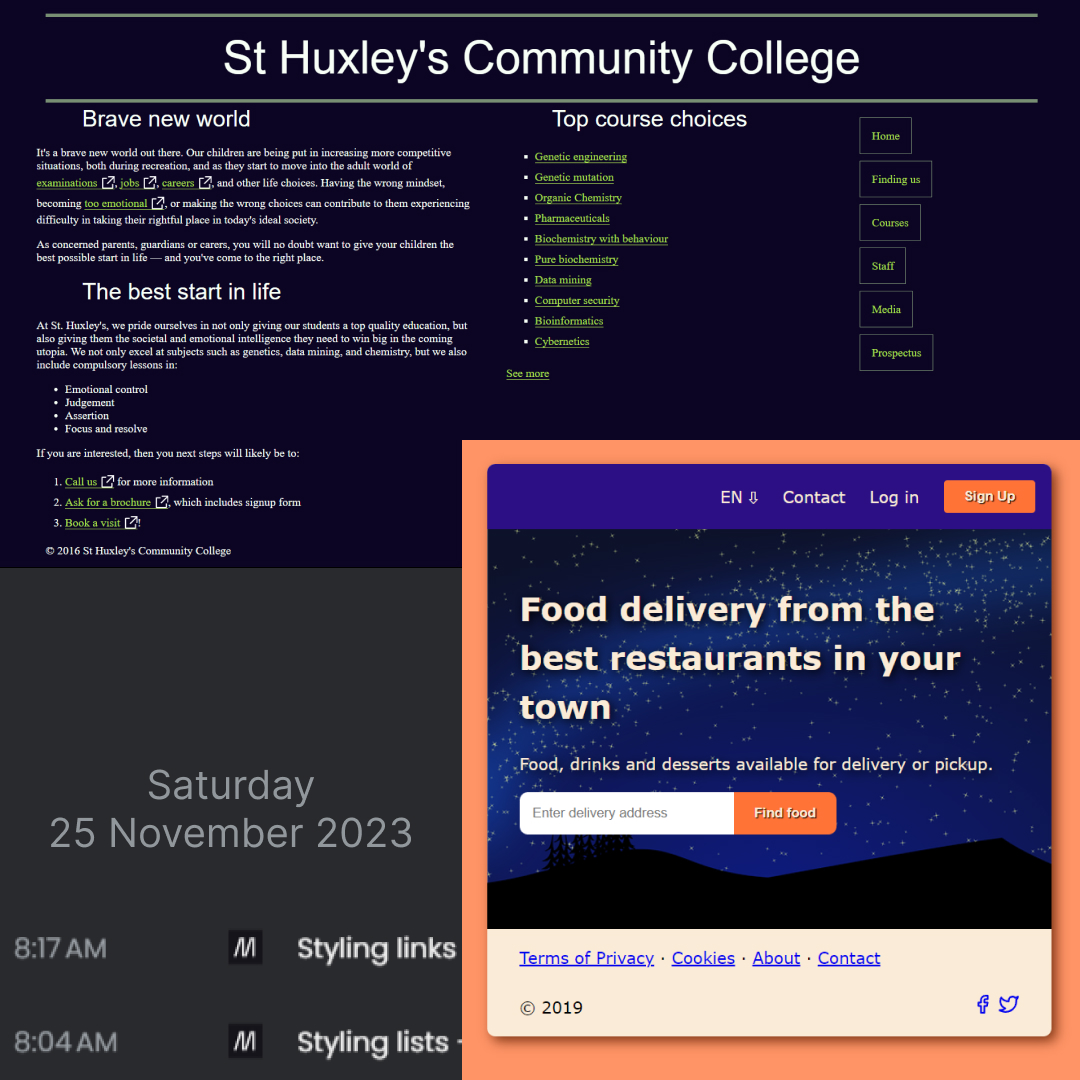 St Huxley's Community College
Brave new world
It's a brave new world out there. Our children are being put in increasing more competitive
situations, both during recreation, and as they start to move into the adult world of
examinations, jobs, careers, and other life choices. Having the wrong mindset,
becoming too emotional, or making the wrong choices can contribute to them experiencing
difficulty in taking their rightful place in today's ideal society.
As concerned parents, guardians or carers, you will no doubt want to give your children the
best possible start in life — and you've come to the right place.
The best start in life
At St. Huxley's, we pride ourselves in not only giving our students a top quality education, but
also giving them the societal and emotional intelligence they need to win big in the coming
utopia. We not only excel at subjects such as genetics, data mining, and chemistry, but we also
include compulsory lessons in:
• Emotional control
• Judgement
• Assertion
• Focus and resolve
If you are interested, then you next steps will likely be to:
1. Call us for more information
2. Ask for a brochure, which includes signup form
3. Book a visit!
© 2016 St Huxley's Community College
Top course choices
▪ Genetic engineering
▪ Genetic mutation
▪ Organic Chemistry
▪ Pharmaceuticals
▪ Biochemistry with behaviour
▪ Pure biochemistry
▪ Data mining
▪ Computer security
▪ Bioinformatics
▪ Cybernetics
See more
Home
Finding us
Courses
Staff
Media
Prospectus
Saturday
25 November 2023
8:17 AM M Styling links
8:04 AM M Styling lists -
EN ⇩ Contact Log in Sign Up
Food delivery from the
best restaurants in your
town
Food, drinks and desserts available for delivery or pickup.
Enter delivery address Find food
Terms of Privacy · Cookies · About · Contact
© 2019